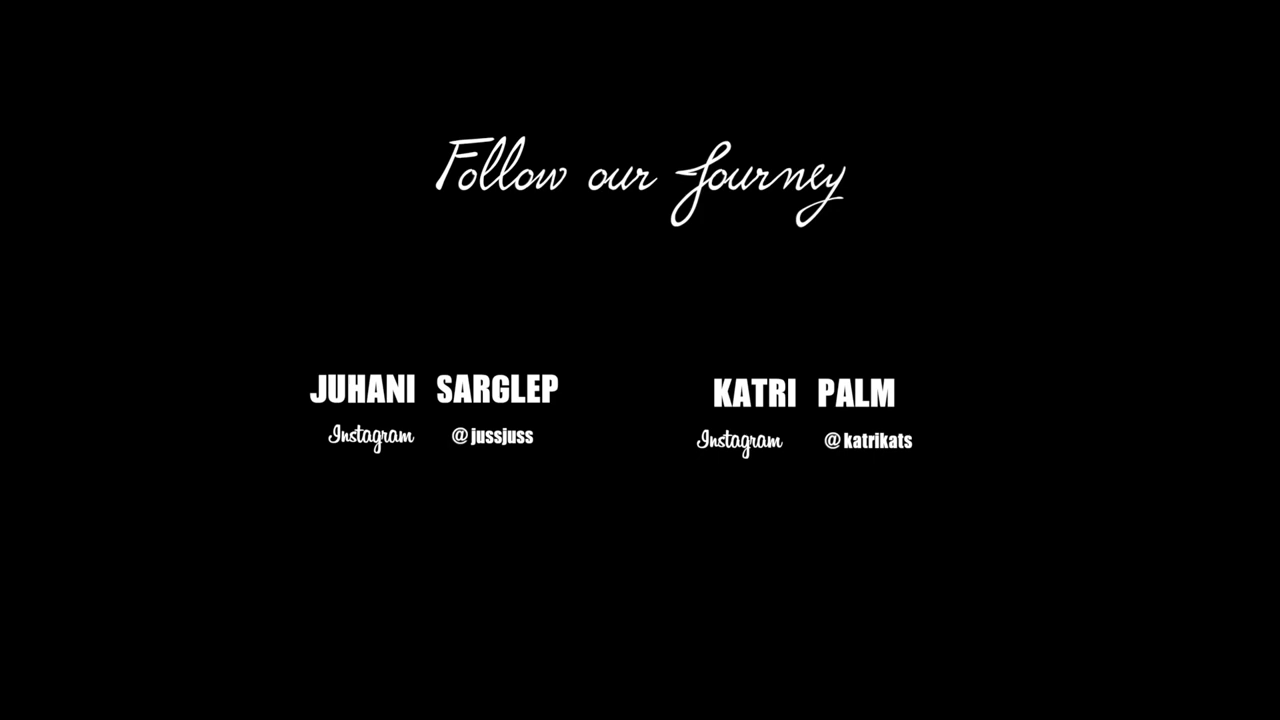 Follow our Journey
JUHANI SARGLEP
Instagram @jussjuss
KATRI PALM
Instagram @katrikats